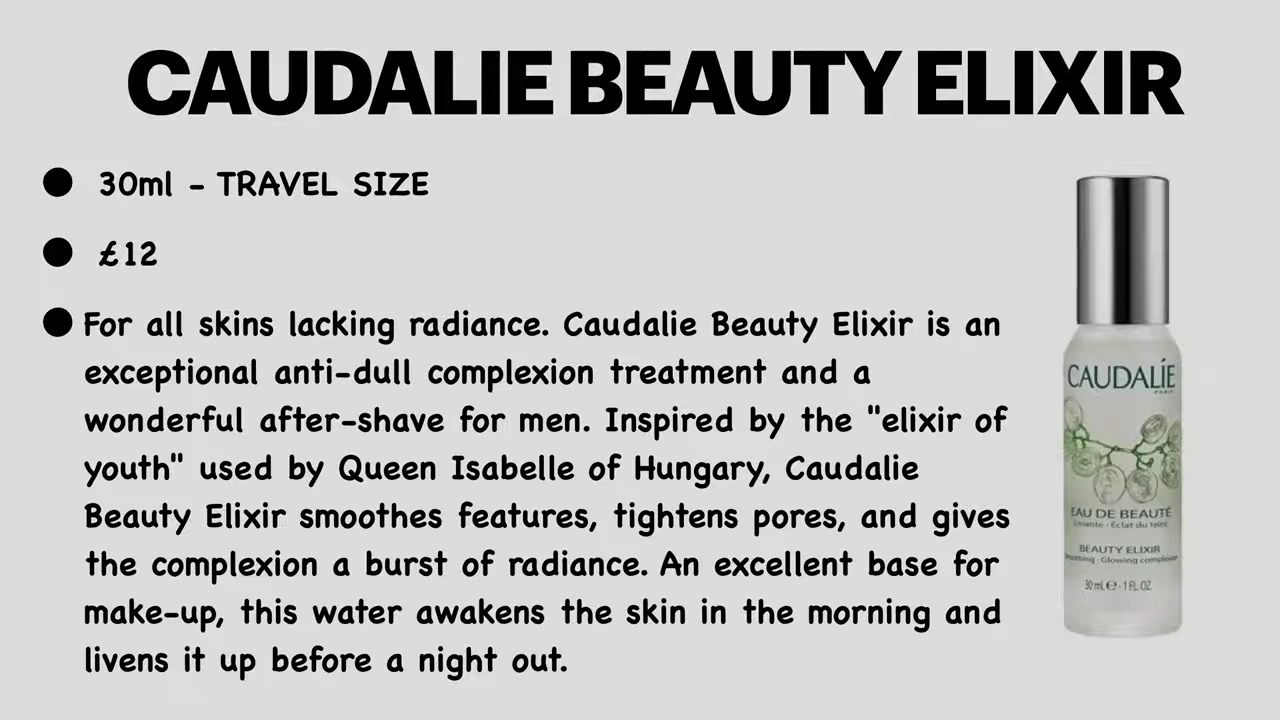 CAUDALIE BEAUTY ELIXIR
30ml - TRAVEL SIZE
£12
For all skins lacking radiance. Caudalie Beauty Elixir is an
exceptional anti-dull complexion treatment and a
wonderful after-shave for men. Inspired by the "elixir of
youth" used by Queen Isabelle of Hungary, Caudalie
Beauty Elixir smoothes features, tightens pores, and gives
the complexion a burst of radiance. An excellent base for
make-up, this water awakens the skin in the morning and
livens it up before a night out.
CAUDALÍE
PARIS
EAU DE BEAUTÉ
Éclat du teint
BEAUTY ELIXIR
Glowing complexion
30 mL ℮ - 1 FL. OZ.